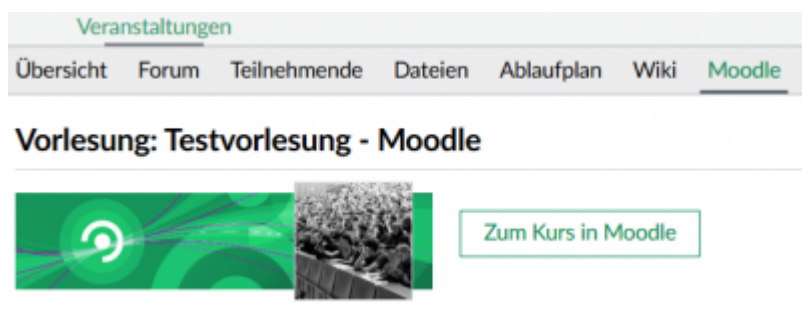 Veranstaltungen
Übersicht Forum Teilnehmende Dateien Ablaufplan Wiki Moodle
Vorlesung: Testvorlesung - Moodle
Zum Kurs in Moodle